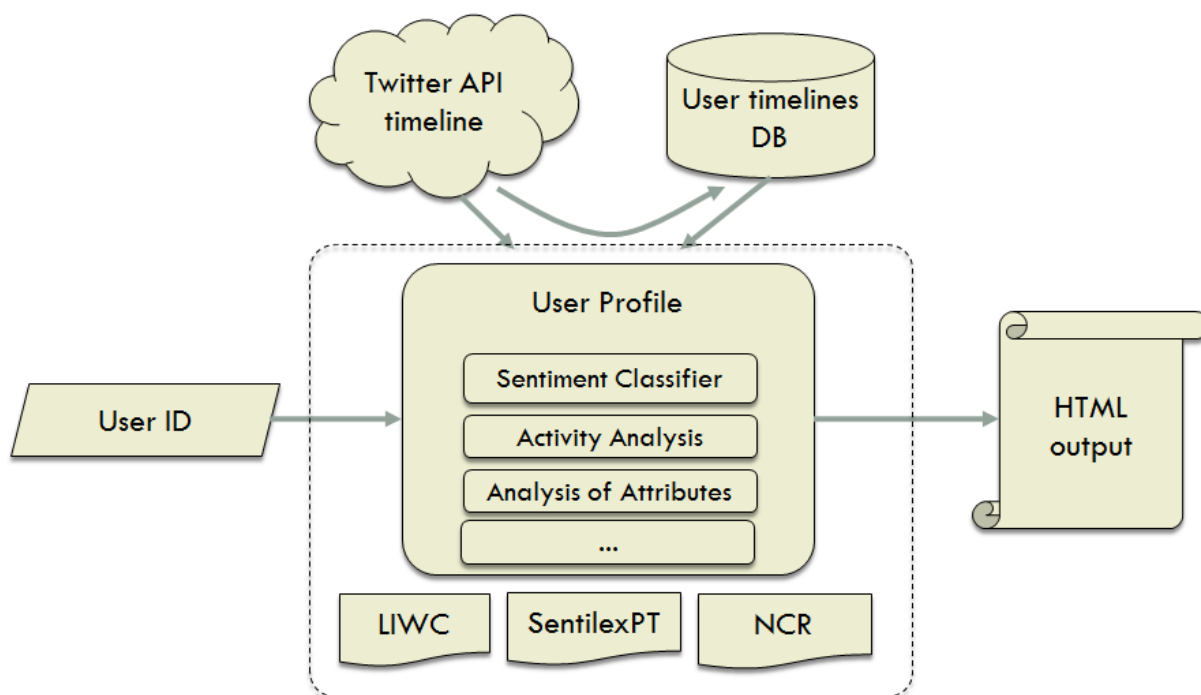 Twitter API
timeline
User timelines
DB
User Profile
Sentiment Classifier
Activity Analysis
Analysis of Attributes
...
User ID
HTML
output
LIWC
SentilexPT
NCR